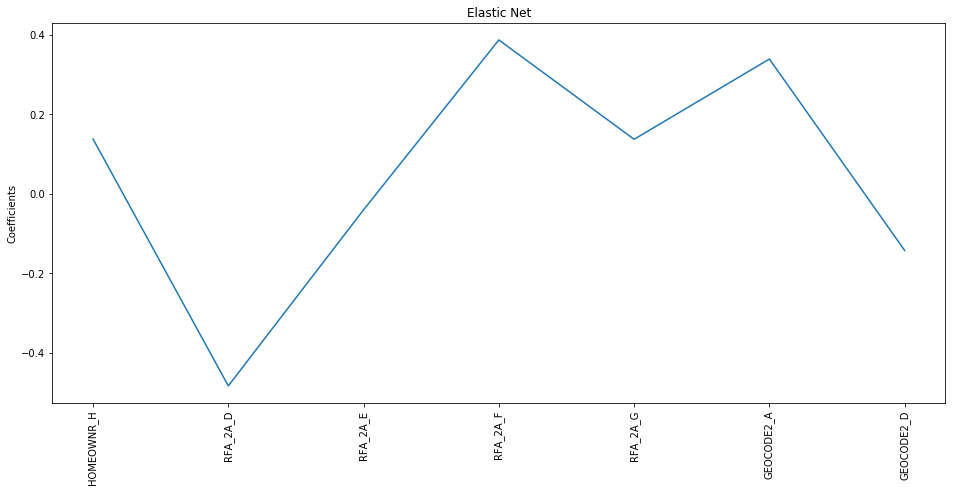 Elastic Net
Coefficients
0.4
0.2
0.0
−0.2
−0.4
HOMEOWNR_H
RFA_2A_D
RFA_2A_E
RFA_2A_F
RFA_2A_G
GEOCODE2_A
GEOCODE2_D